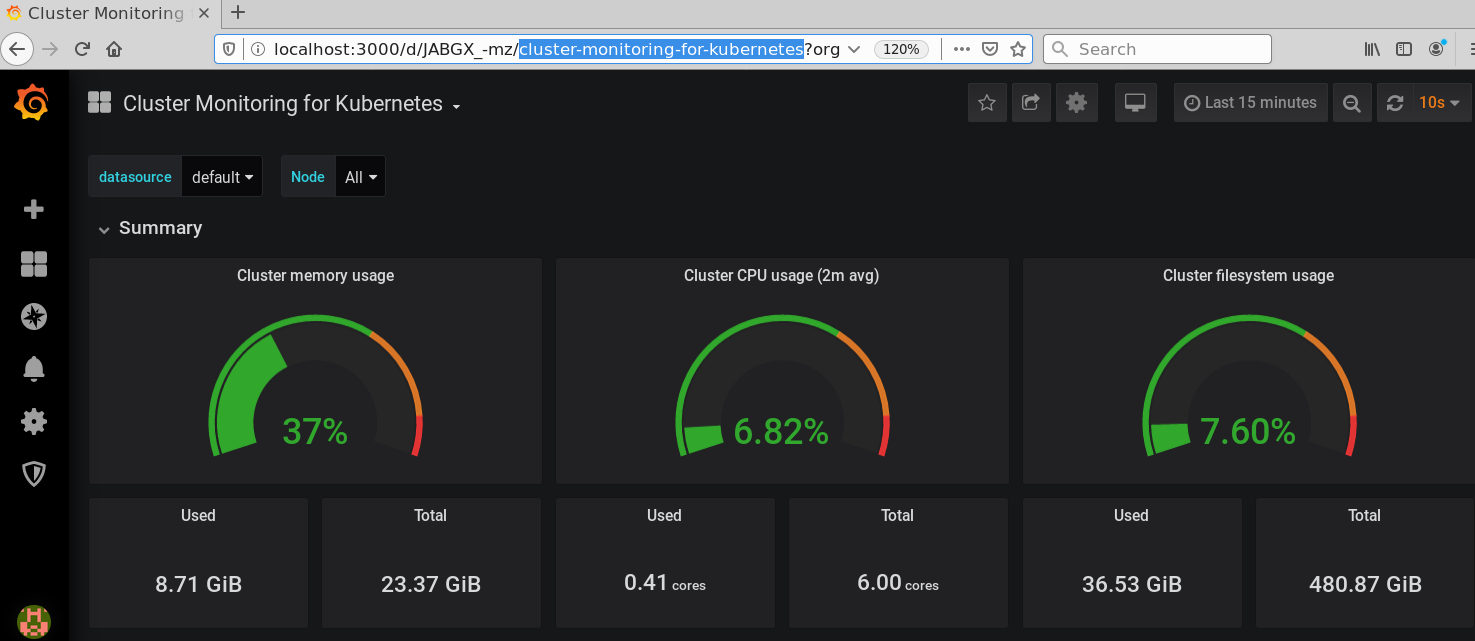 Cluster Monitoring
localhost:3000/d/JABGX_-mz/cluster-monitoring-for-kubernetes?org 120% Search
Cluster Monitoring for Kubernetes Last 15 minutes 10s
datasource default Node All
Summary
Cluster memory usage
37%
Cluster CPU usage (2m avg)
6.82%
Cluster filesystem usage
7.60%
Used
8.71 GiB
Total
23.37 GiB
Used
0.41 cores
Total
6.00 cores
Used
36.53 GiB
Total
480.87 GiB